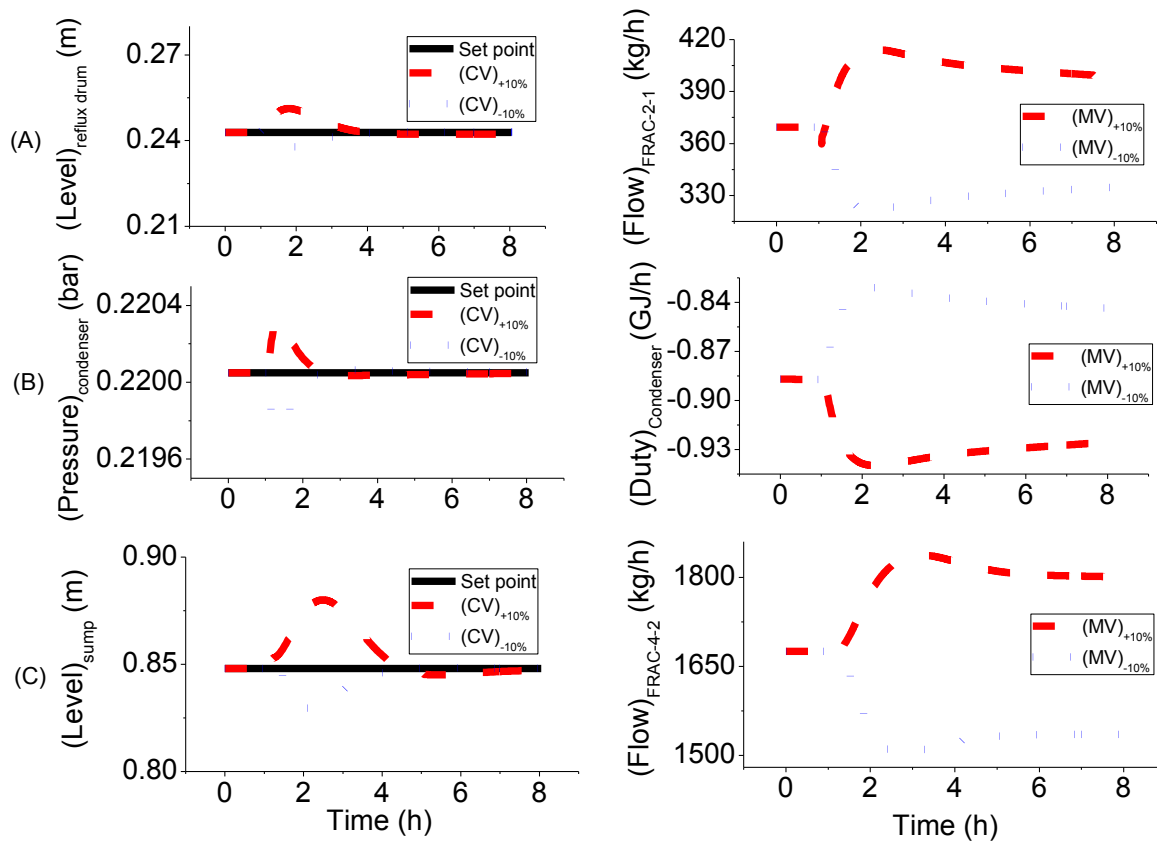 (A)
(Level)reflux drum (m)
0.27
0.24
0.21
0 2 4 6 8
Set point
(CV)+10%
(CV)-10%
(Flow)FRAC-2-1 (kg/h)
420
390
360
330
0 2 4 6 8
(MV)+10%
(MV)-10%
(B)
(Pressure)condenser (bar)
0.2204
0.2200
0.2196
0 2 4 6 8
Set point
(CV)+10%
(CV)-10%
(Duty)Condenser (GJ/h)
-0.84
-0.87
-0.90
-0.93
0 2 4 6 8
(MV)+10%
(MV)-10%
(C)
(Level)sump (m)
0.90
0.85
0.80
0 2 4 6 8
Time (h)
Set point
(CV)+10%
(CV)-10%
(Flow)FRAC-4-2 (kg/h)
1800
1650
1500
0 2 4 6 8
Time (h)
(MV)+10%
(MV)-10%